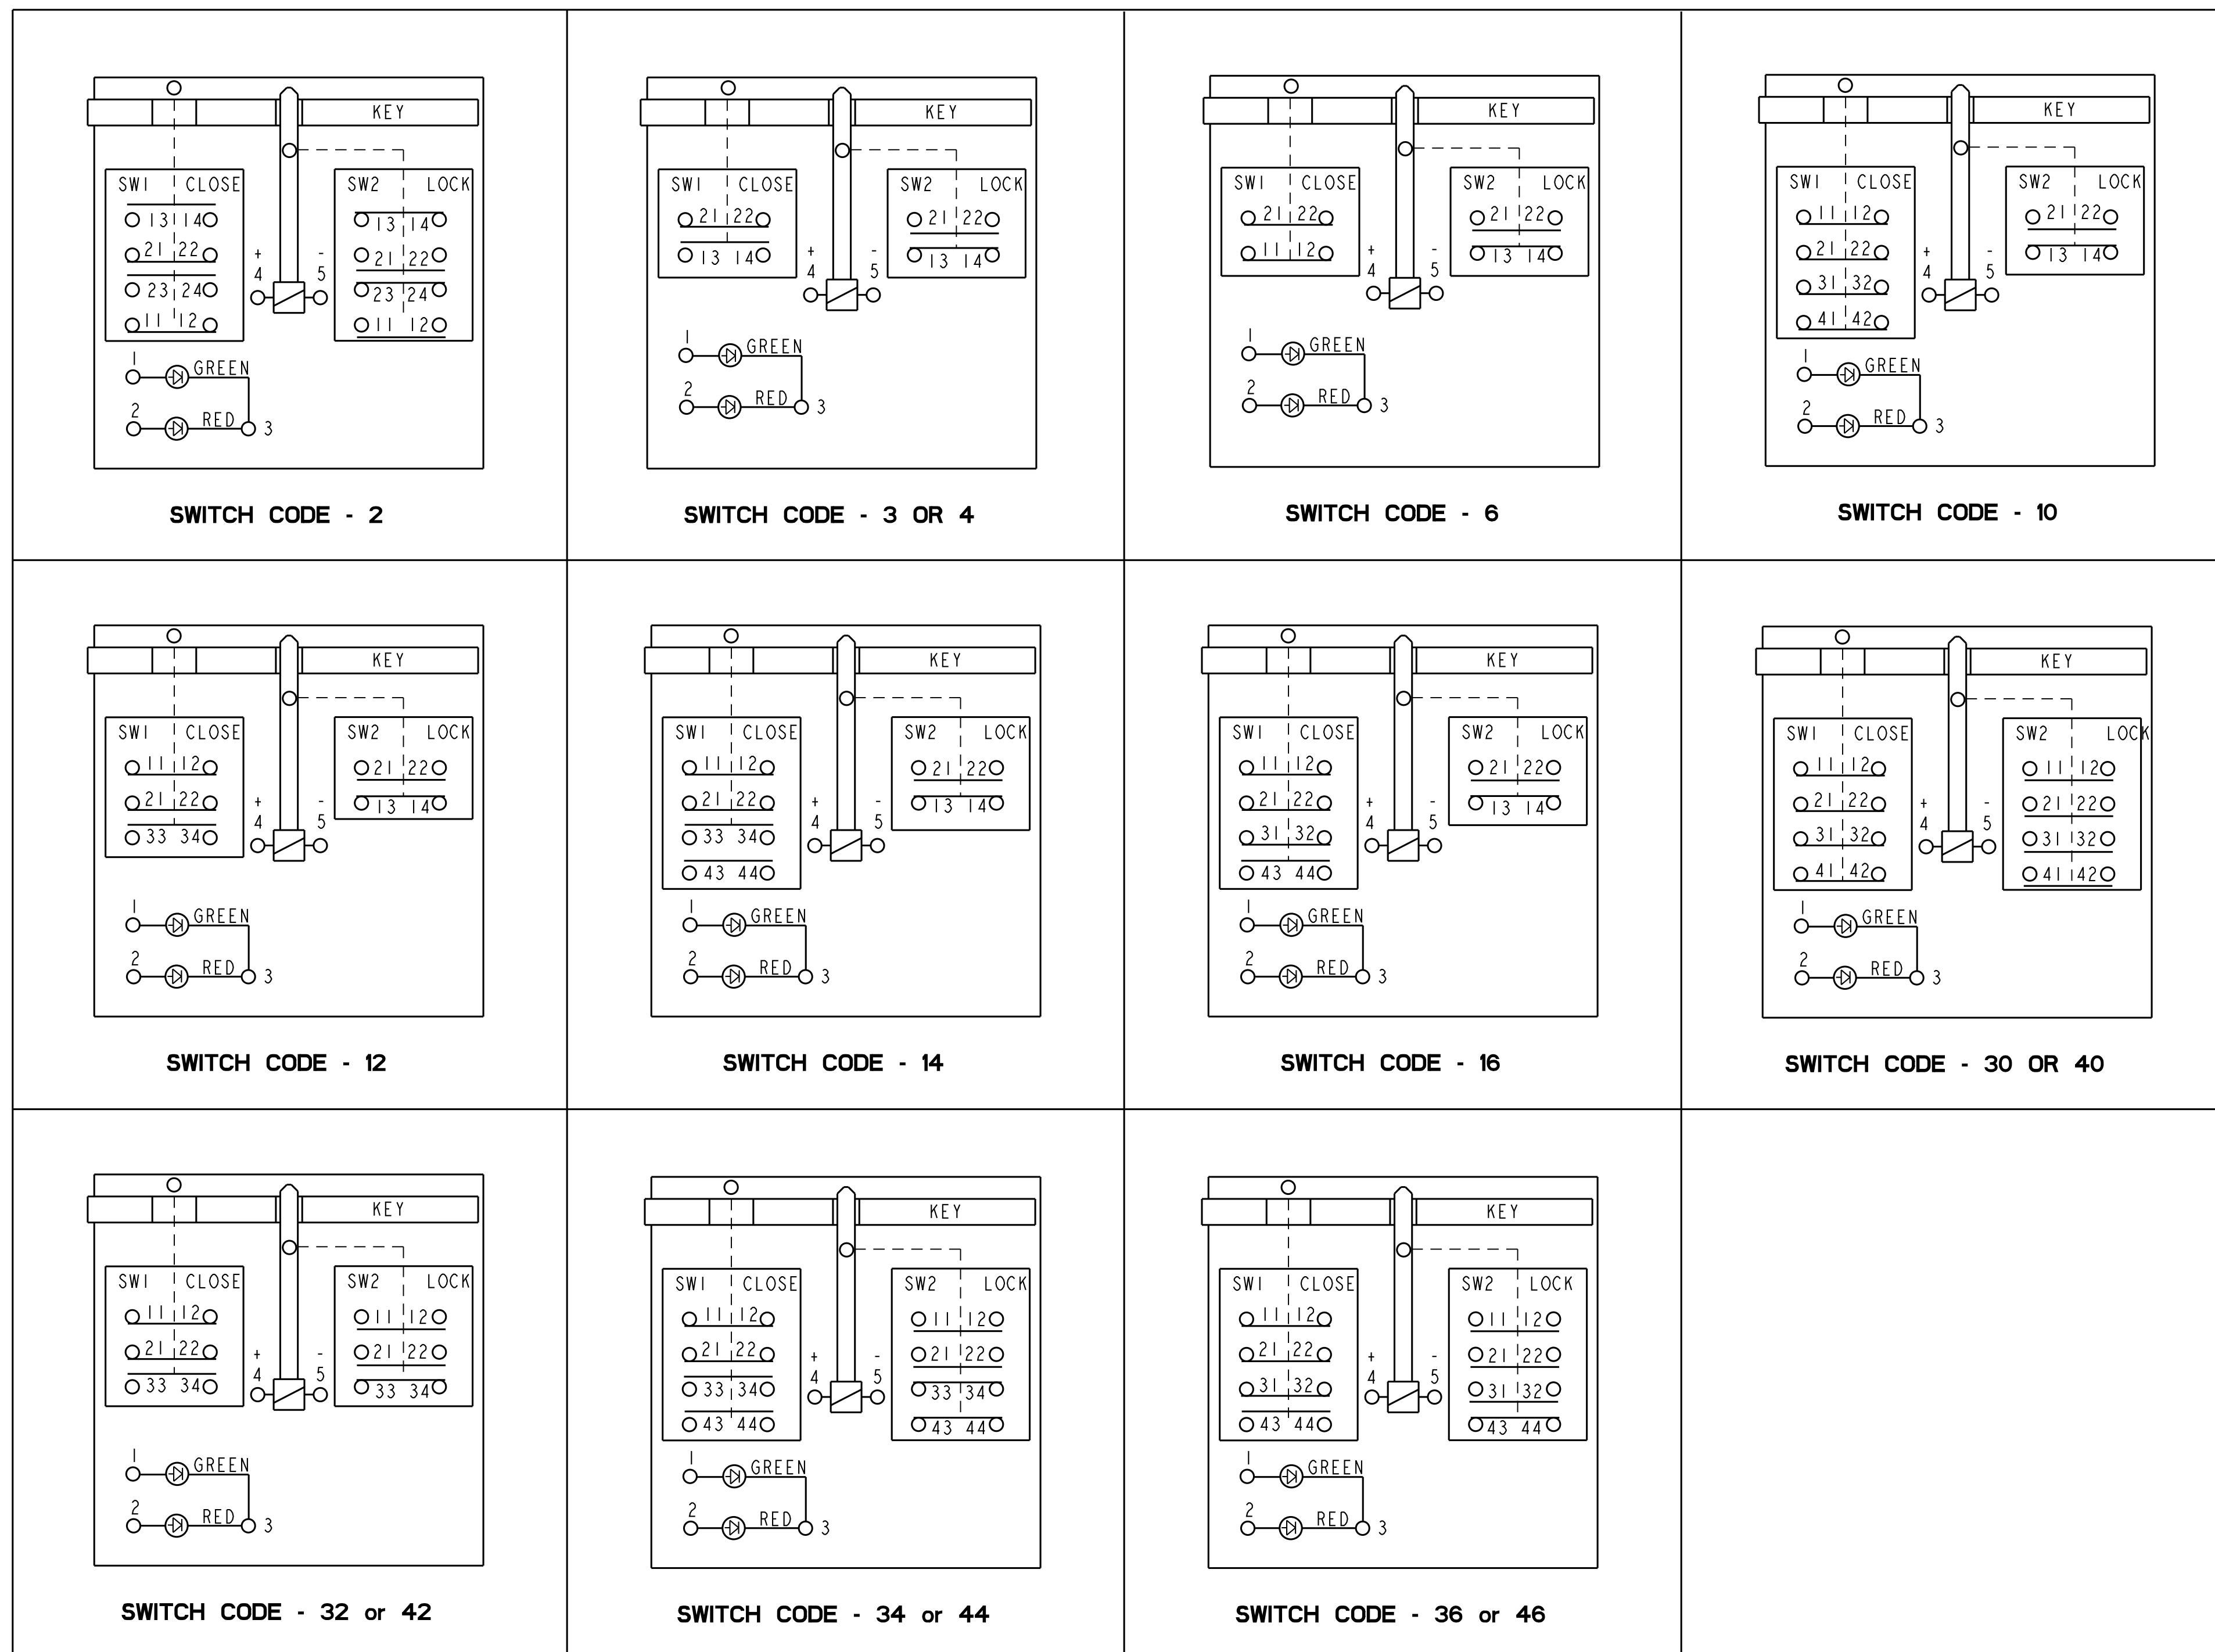 KEY
SW1 CLOSE
13 14
21 22
23 24
11 12
SW2 LOCK
13 14
21 22
23 24
11 12
+ -
4 5
1 GREEN
2 RED 3
SWITCH CODE - 2
KEY
SW1 CLOSE
21 22
13 14
SW2 LOCK
21 22
13 14
+ -
4 5
1 GREEN
2 RED 3
SWITCH CODE - 3 OR 4
KEY
SW1 CLOSE
21 22
11 12
SW2 LOCK
21 22
13 14
+ -
4 5
1 GREEN
2 RED 3
SWITCH CODE - 6
KEY
SW1 CLOSE
11 12
21 22
31 32
41 42
SW2 LOCK
21 22
13 14
+ -
4 5
1 GREEN
2 RED 3
SWITCH CODE - 10
KEY
SW1 CLOSE
11 12
21 22
33 34
SW2 LOCK
21 22
13 14
+ -
4 5
1 GREEN
2 RED 3
SWITCH CODE - 12
KEY
SW1 CLOSE
11 12
21 22
33 34
43 44
SW2 LOCK
21 22
13 14
+ -
4 5
1 GREEN
2 RED 3
SWITCH CODE - 14
KEY
SW1 CLOSE
11 12
21 22
31 32
43 44
SW2 LOCK
21 22
13 14
+ -
4 5
1 GREEN
2 RED 3
SWITCH CODE - 16
KEY
SW1 CLOSE
11 12
21 22
31 32
41 42
SW2 LOCK
11 12
21 22
31 32
41 42
+ -
4 5
1 GREEN
2 RED 3
SWITCH CODE - 30 OR 40
KEY
SW1 CLOSE
11 12
21 22
33 34
SW2 LOCK
11 12
21 22
33 34
+ -
4 5
1 GREEN
2 RED 3
SWITCH CODE - 32 or 42
KEY
SW1 CLOSE
11 12
21 22
33 34
43 44
SW2 LOCK
11 12
21 22
33 34
43 44
+ -
4 5
1 GREEN
2 RED 3
SWITCH CODE - 34 or 44
KEY
SW1 CLOSE
11 12
21 22
31 32
43 44
SW2 LOCK
11 12
21 22
31 32
43 44
+ -
4 5
1 GREEN
2 RED 3
SWITCH CODE - 36 or 46